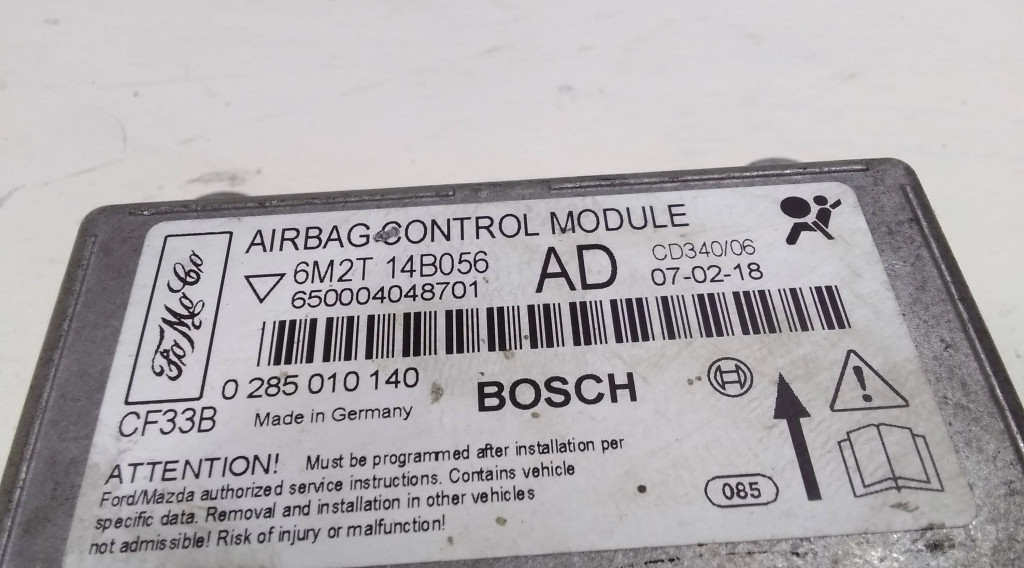 FoMoCo
AIRBAG CONTROL MODULE
6M2T 14B056
650004048701
AD
CD340/06
07-02-18
0 285 010 140
BOSCH
CF33B
Made in Germany
ATTENTION! Must be programmed after installation per
Ford/Mazda authorized service instructions. Contains vehicle
specific data. Removal and installation in other vehicles
not admissible! Risk of injury or malfunction!
085